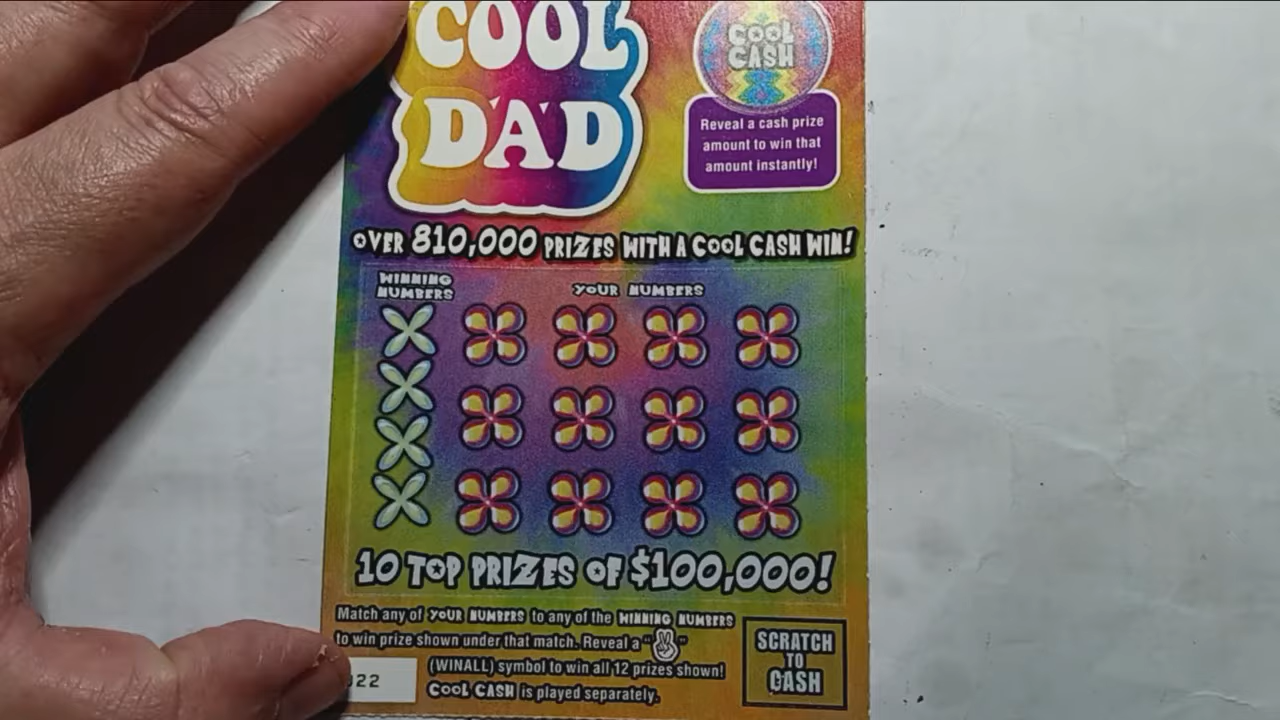 COOL
DAD
COOL
CASH
Reveal a cash prize
amount to win that
amount instantly!
OVER 810,000 PRIZES WITH A COOL CASH WIN!
WINNING
NUMBERS
YOUR NUMBERS
10 TOP PRIZES OF $100,000!
Match any of YOUR NUMBERS to any of the WINNING NUMBERS
to win prize shown under that match. Reveal a " "
(WINALL) symbol to win all 12 prizes shown!
COOL CASH is played separately.
SCRATCH
TO
CASH
22